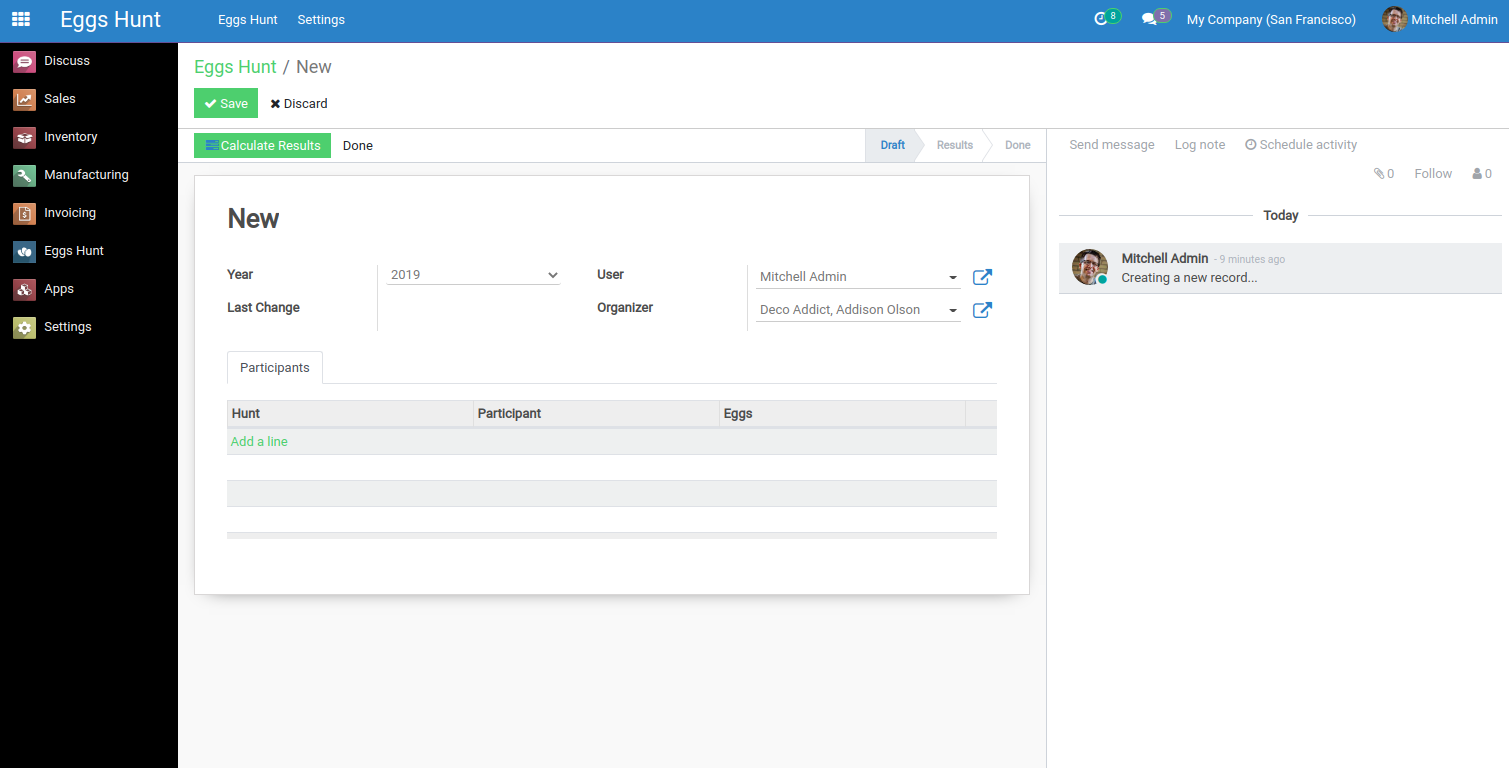 Eggs Hunt
Eggs Hunt Settings
8 5 My Company (San Francisco) Mitchell Admin
Discuss
Sales
Inventory
Manufacturing
Invoicing
Eggs Hunt
Apps
Settings
Eggs Hunt / New
Save Discard
Calculate Results Done
Draft Results Done
New
Year 2019
User Mitchell Admin
Last Change
Organizer Deco Addict, Addison Olson
Participants
Hunt Participant Eggs
Add a line
Send message Log note Schedule activity
0 Follow 0
Today
Mitchell Admin - 9 minutes ago
Creating a new record...